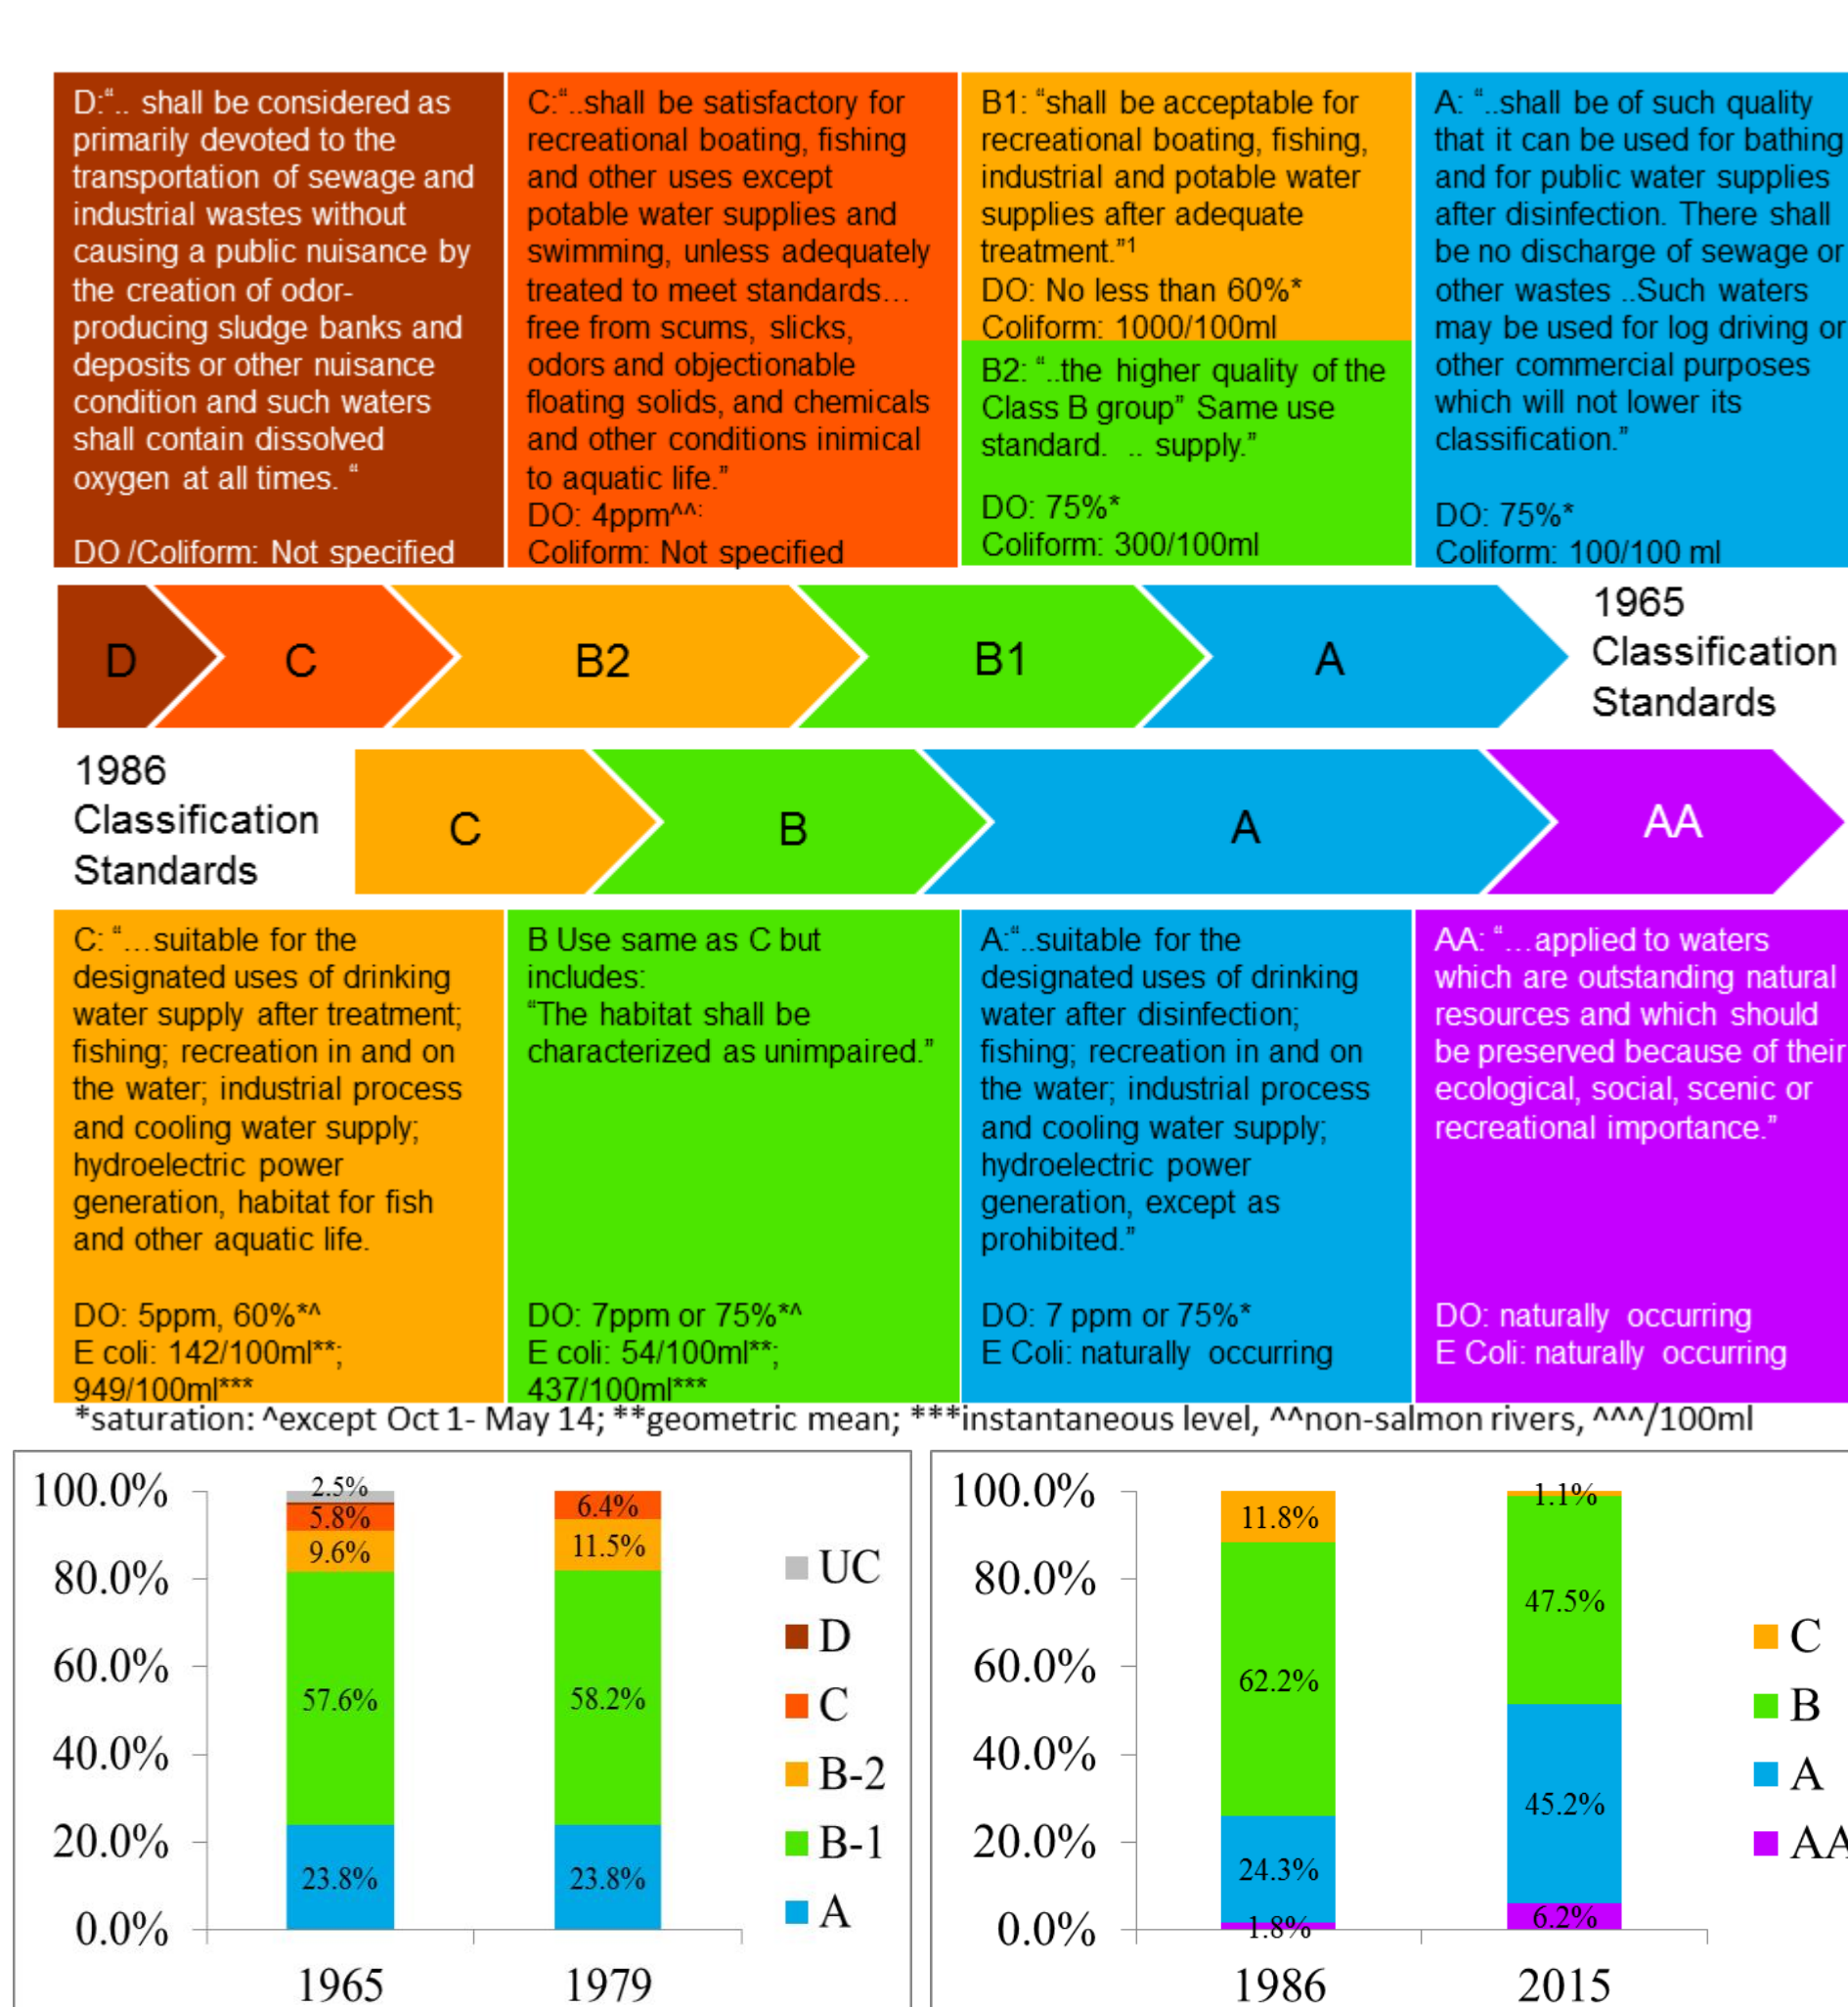 D:“.. shall be considered as
primarily devoted to the
transportation of sewage and
industrial wastes without
causing a public nuisance by
the creation of odor-
producing sludge banks and
deposits or other nuisance
condition and such waters
shall contain dissolved
oxygen at all times. “
DO /Coliform: Not specified
C:“..shall be satisfactory for
recreational boating, fishing
and other uses except
potable water supplies and
swimming, unless adequately
treated to meet standards…
free from scums, slicks,
odors and objectionable
floating solids, and chemicals
and other conditions inimical
to aquatic life.”
DO: 4ppm^^:
Coliform: Not specified
B1: “shall be acceptable for
recreational boating, fishing,
industrial and potable water
supplies after adequate
treatment.”1
DO: No less than 60%*
Coliform: 1000/100ml
B2: “..the higher quality of the
Class B group” Same use
standard. .. supply.”
DO: 75%*
Coliform: 300/100ml
A: “..shall be of such quality
that it can be used for bathing
and for public water supplies
after disinfection. There shall
be no discharge of sewage or
other wastes ..Such waters
may be used for log driving or
other commercial purposes
which will not lower its
classification.”
DO: 75%*
Coliform: 100/100 ml
D
C
B2
B1
A
1965
Classification
Standards
1986
Classification
Standards
C
B
A
AA
C: “…suitable for the
designated uses of drinking
water supply after treatment;
fishing; recreation in and on
the water; industrial process
and cooling water supply;
hydroelectric power
generation, habitat for fish
and other aquatic life.
DO: 5ppm, 60%*^
E coli: 142/100ml**;
949/100ml***
B Use same as C but
includes:
“The habitat shall be
characterized as unimpaired.”
DO: 7ppm or 75%*^
E coli: 54/100ml**;
437/100ml***
A:“..suitable for the
designated uses of drinking
water after disinfection;
fishing; recreation in and on
the water; industrial process
and cooling water supply;
hydroelectric power
generation, except as
prohibited.”
DO: 7 ppm or 75%*
E Coli: naturally occurring
AA: “…applied to waters
which are outstanding natural
resources and which should
be preserved because of their
ecological, social, scenic or
recreational importance.”
DO: naturally occurring
E Coli: naturally occurring
*saturation: ^except Oct 1- May 14; **geometric mean; ***instantaneous level, ^^non-salmon rivers, ^^^/100ml
100.0%
80.0%
60.0%
40.0%
20.0%
0.0%
2.5%
5.8%
9.6%
57.6%
23.8%
6.4%
11.5%
58.2%
23.8%
1965
1979
UC
D
C
B-2
B-1
A
100.0%
80.0%
60.0%
40.0%
20.0%
0.0%
11.8%
62.2%
24.3%
1.8%
1.1%
47.5%
45.2%
6.2%
1986
2015
C
B
A
AA